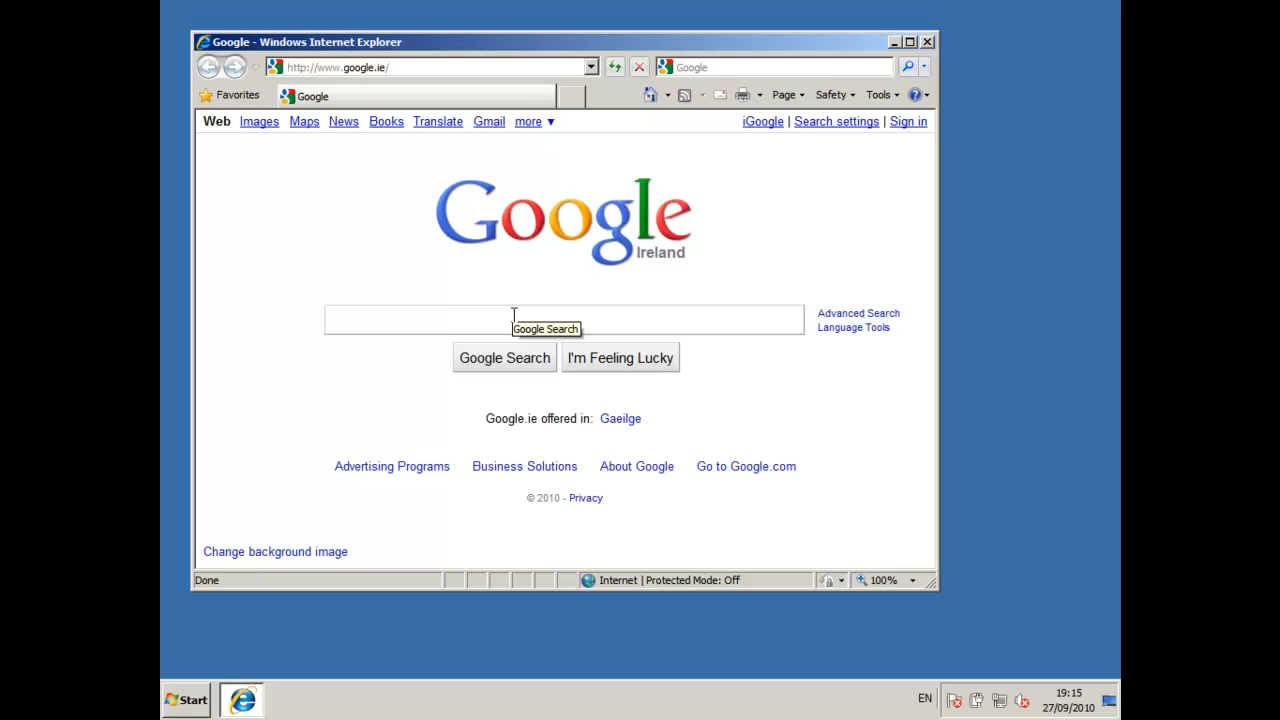 Google - Windows Internet Explorer
http://www.google.ie/
Google
Favorites
Google
Page
Safety
Tools
Web Images Maps News Books Translate Gmail more ▼
iGoogle | Search settings | Sign in
Google
Ireland
Advanced Search
Language Tools
Google Search
Google Search
I'm Feeling Lucky
Google.ie offered in: Gaeilge
Advertising Programs Business Solutions About Google Go to Google.com
© 2010 - Privacy
Change background image
Done
Internet | Protected Mode: Off
100%
Start
EN
19:15
27/09/2010